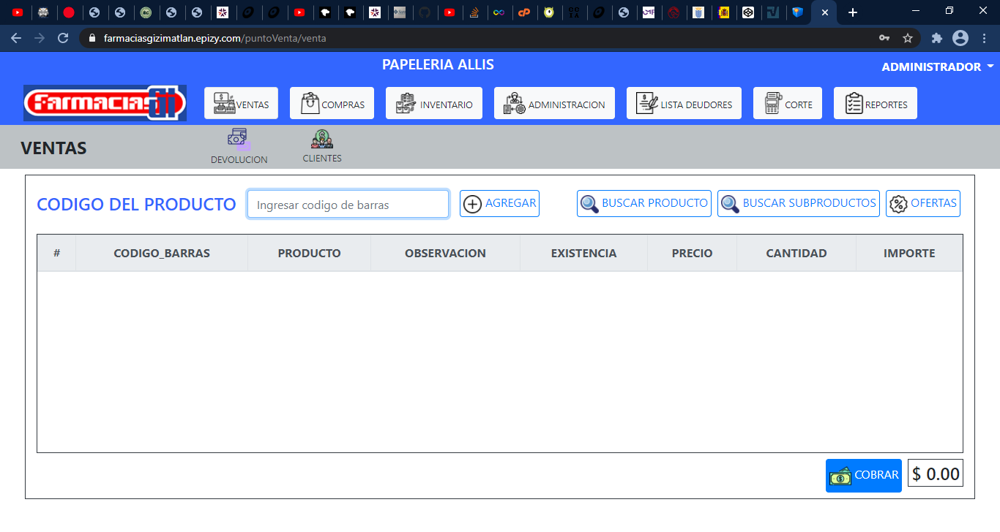 farmaciasgizimatlan.epizy.com/puntoVenta/venta
PAPELERIA ALLIS
ADMINISTRADOR
Farmacias GI
VENTAS
COMPRAS
INVENTARIO
ADMINISTRACION
LISTA DEUDORES
CORTE
REPORTES
VENTAS
DEVOLUCION
CLIENTES
CODIGO DEL PRODUCTO
Ingresar codigo de barras
AGREGAR
BUSCAR PRODUCTO
BUSCAR SUBPRODUCTOS
OFERTAS
# CODIGO_BARRAS PRODUCTO OBSERVACION EXISTENCIA PRECIO CANTIDAD IMPORTE
COBRAR
$ 0.00